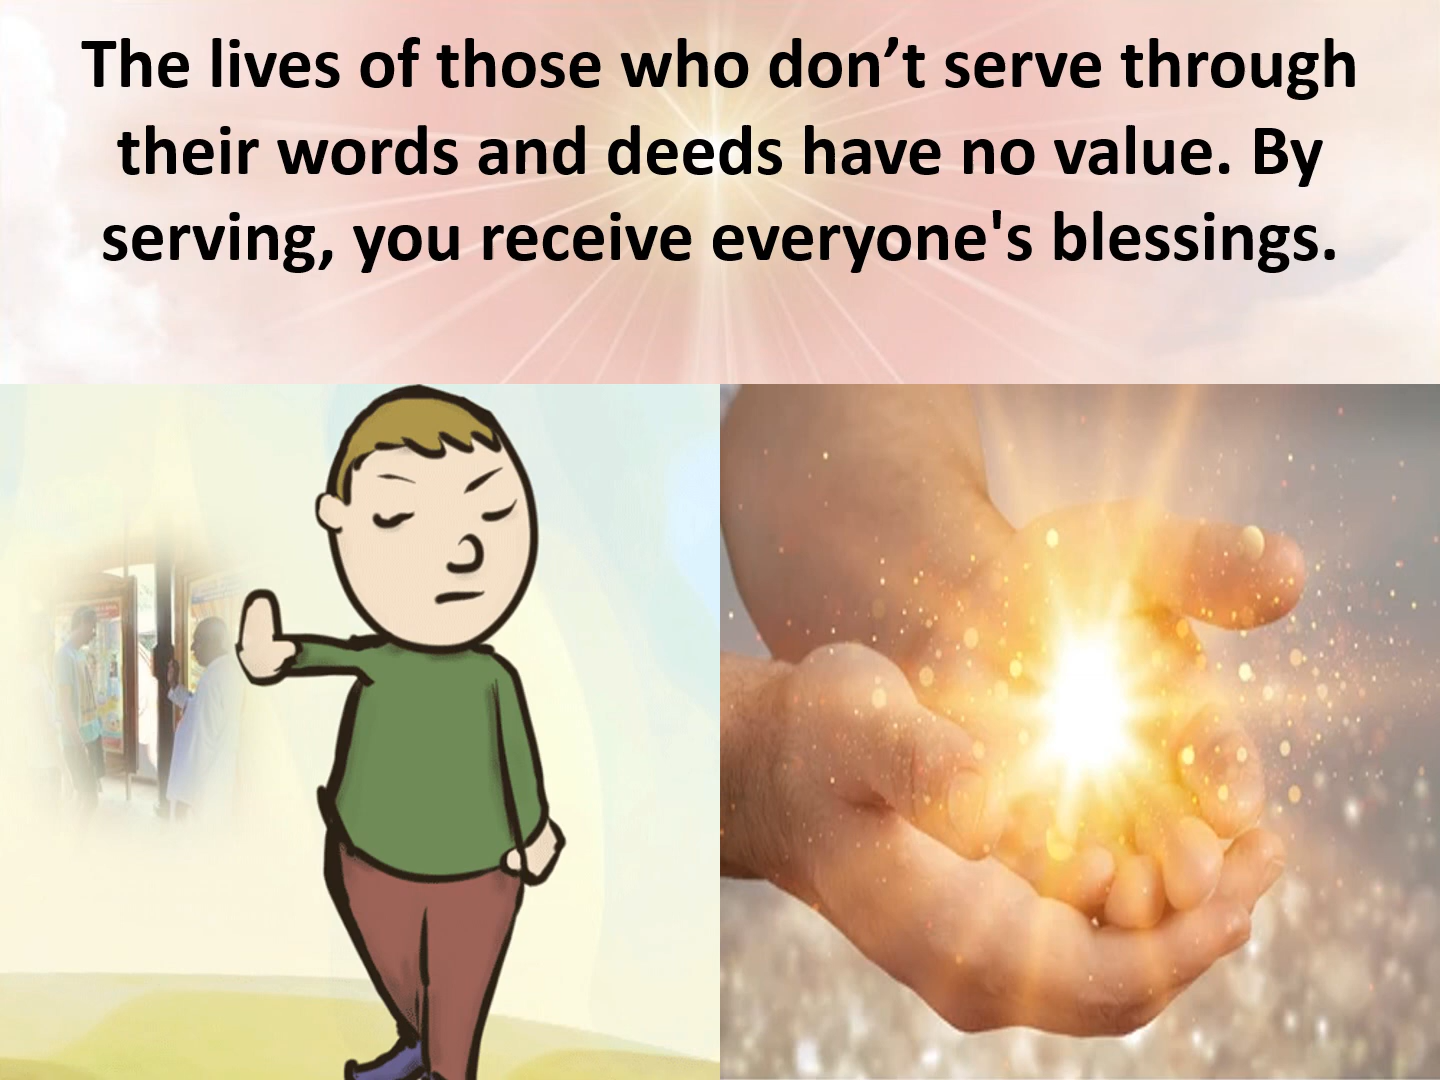 The lives of those who don’t serve through
their words and deeds have no value. By
serving, you receive everyone's blessings.